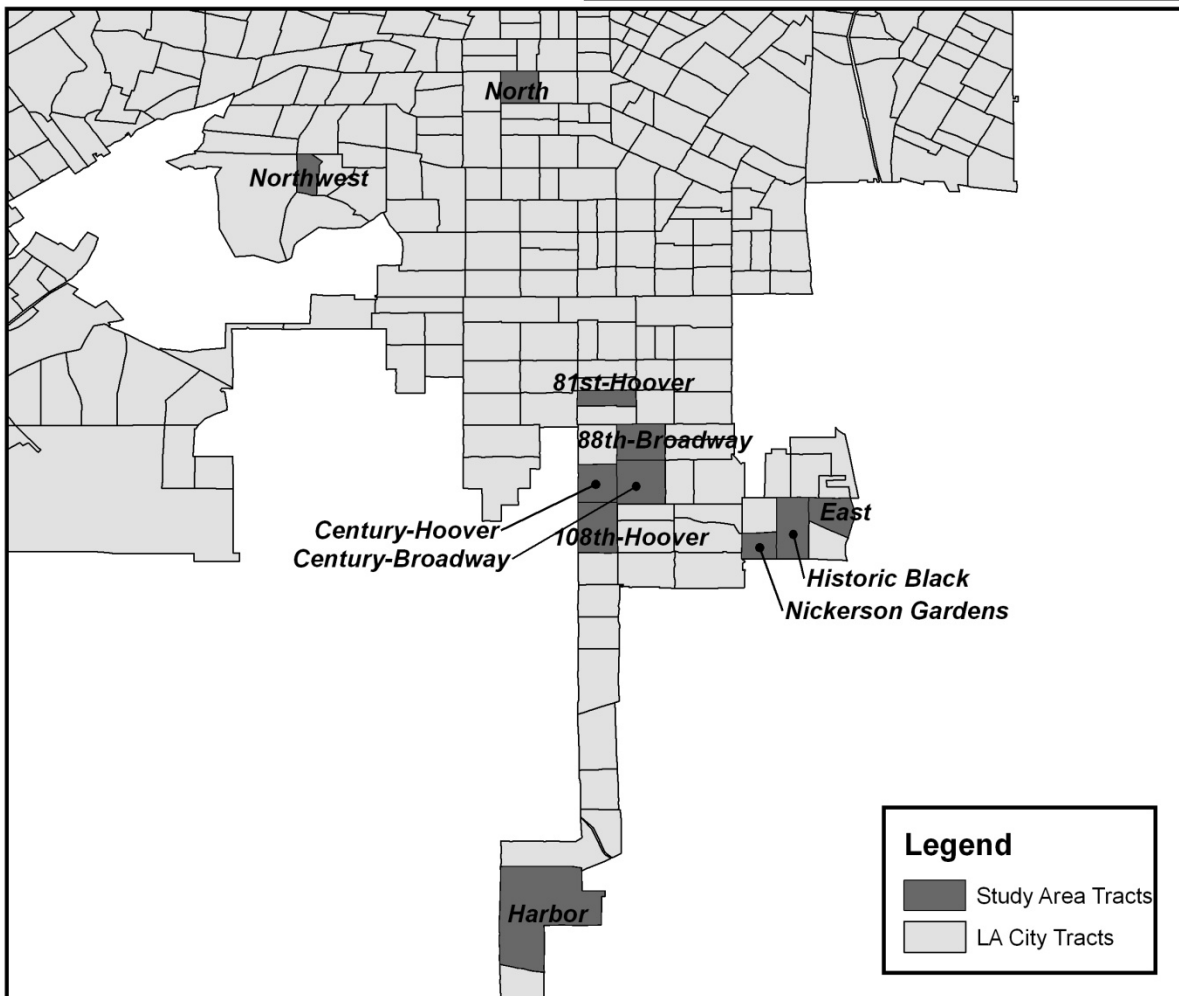 North
Northwest
81st-Hoover
88th-Broadway
Century-Hoover
Century-Broadway
108th-Hoover
East
Historic Black
Nickerson Gardens
Harbor
Legend
Study Area Tracts
LA City Tracts